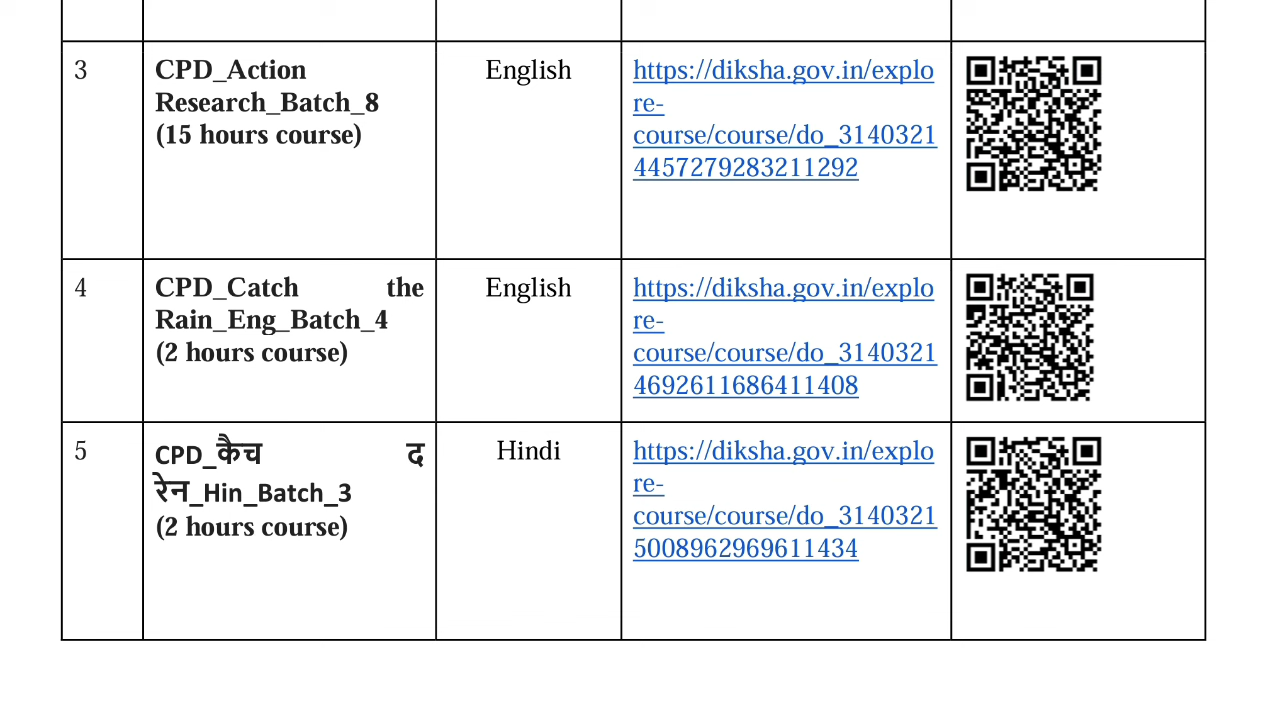 3
CPD_Action
Research_Batch_8
(15 hours course)
English
https://diksha.gov.in/explo
re-
course/course/do_3140321
4457279283211292
4
CPD_Catch the
Rain_Eng_Batch_4
(2 hours course)
English
https://diksha.gov.in/explo
re-
course/course/do_3140321
4692611686411408
5
CPD_कैच द
रेन_Hin_Batch_3
(2 hours course)
Hindi
https://diksha.gov.in/explo
re-
course/course/do_3140321
5008962969611434